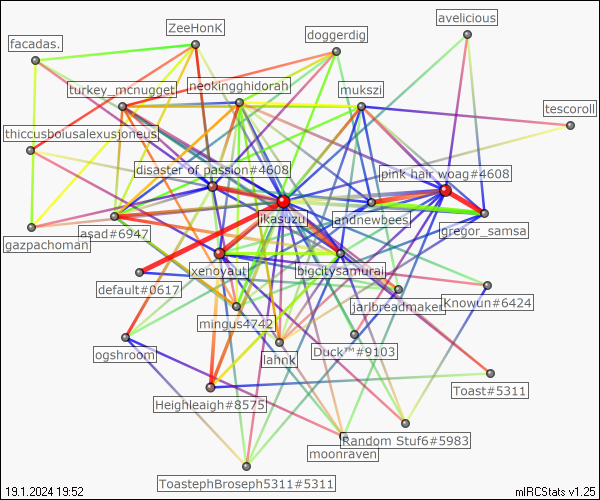 ZeeHonK
avelicious
facadas.
doggerdig
turkey_mcnugget
neokingghidorah
mukszi
tescoroll
thiccusboiusalexusjoneus
disaster of passion#4608
pink hair woag#4608
jkasuzu
andnewbees
gregor_samsa
asad#6947
gazpachoman
xenoyaut
bigcitysamurai
default#0617
jarlbreadmaker
Knowun#6424
mingus4742
lahnk
Duck™#9103
ogshroom
Heighleaigh#8575
Toast#5311
Random Stuf6#5983
moonraven
ToastephBroseph5311#5311
19.1.2024 19:52
mIRCStats v1.25